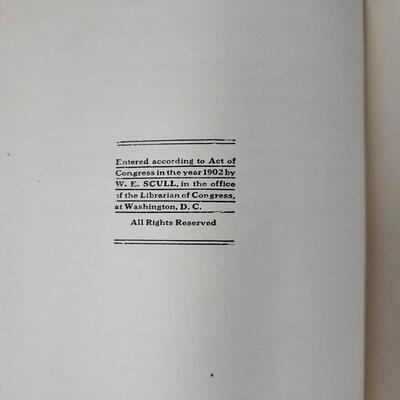 Entered according to Act of
Congress in the year 1902 by
W. E. SCULL, in the office
of the Librarian of Congress,
at Washington, D. C.
All Rights Reserved